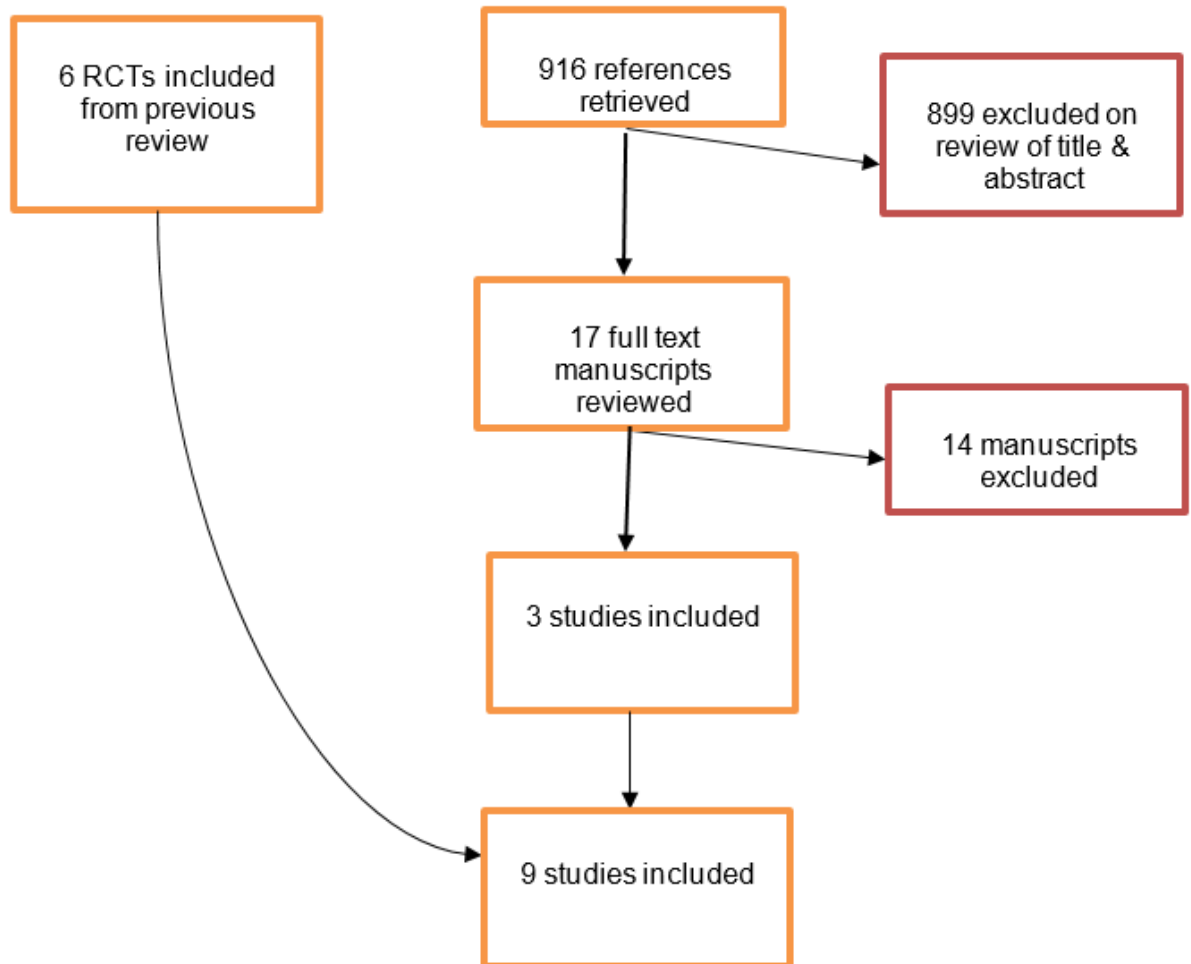 6 RCTs included
from previous
review
916 references
retrieved
899 excluded on
review of title &
abstract
17 full text
manuscripts
reviewed
14 manuscripts
excluded
3 studies included
9 studies included